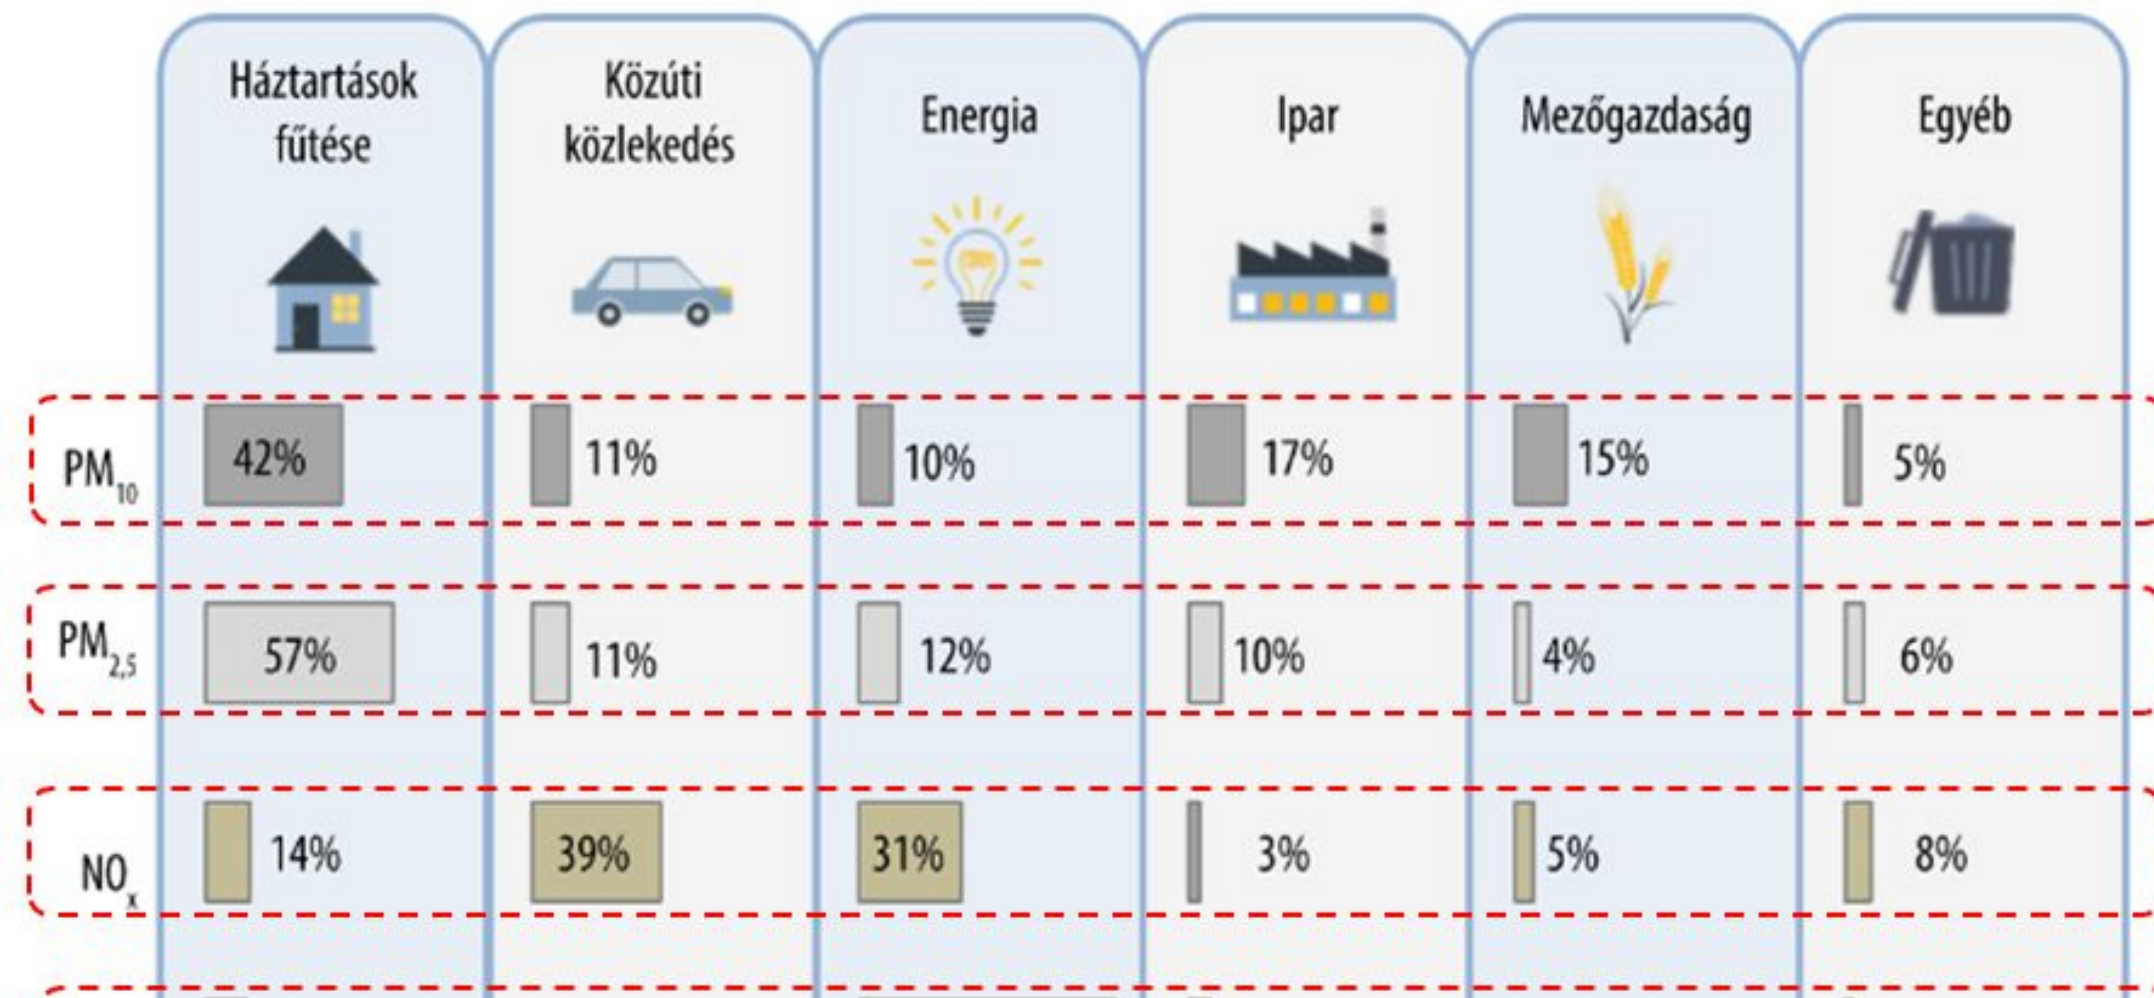 Háztartások
fűtése
Közúti
közlekedés
Energia
Ipar
Mezőgazdaság
Egyéb
PM10 42% 11% 10% 17% 15% 5%
PM2,5 57% 11% 12% 10% 4% 6%
NOx 14% 39% 31% 3% 5% 8%